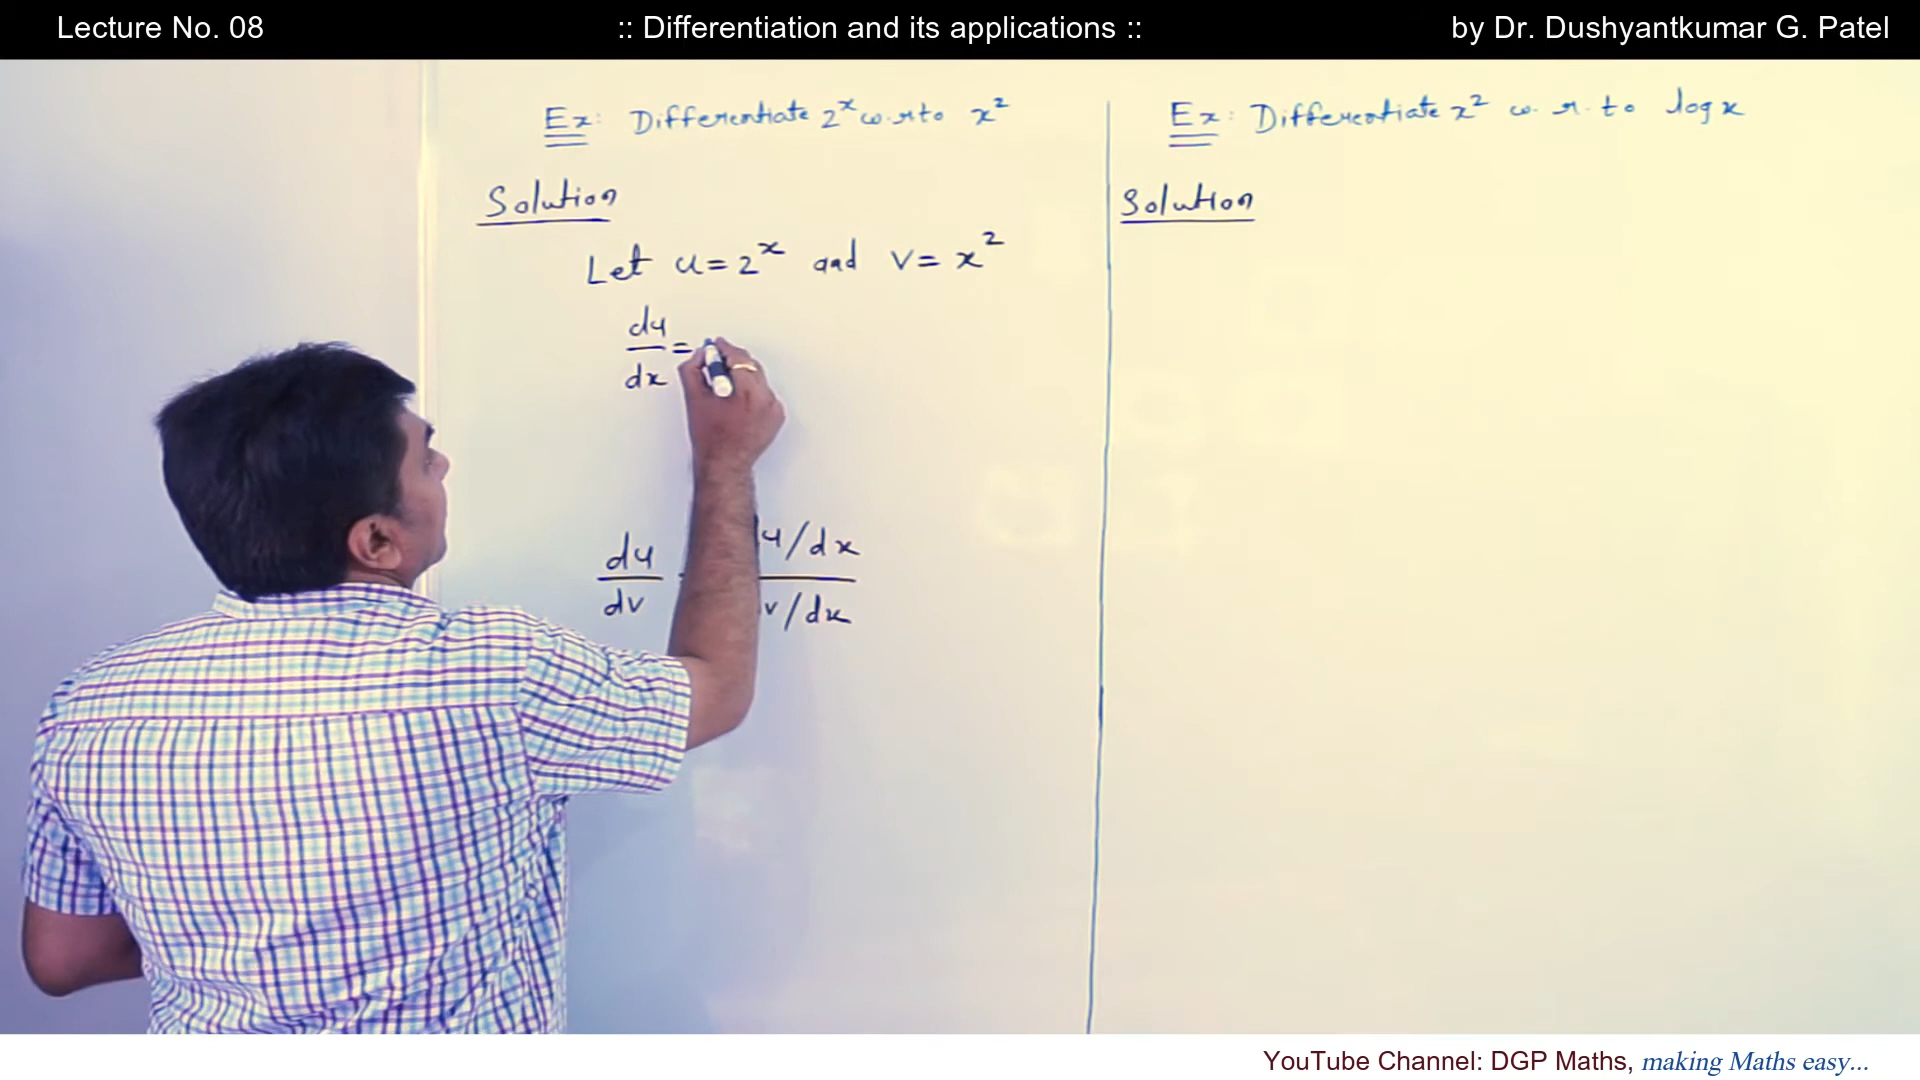 Lecture No. 08 :: Differentiation and its applications :: by Dr. Dushyantkumar G. Patel
Ex: Differentiate 2^x w.r to x^2
Solution
Let u = 2^x and v = x^2
du/dx =
du/dv u/dx
v/dx
Ex: Differentiate x^2 w.r.to log x
Solution
YouTube Channel: DGP Maths, making Maths easy...